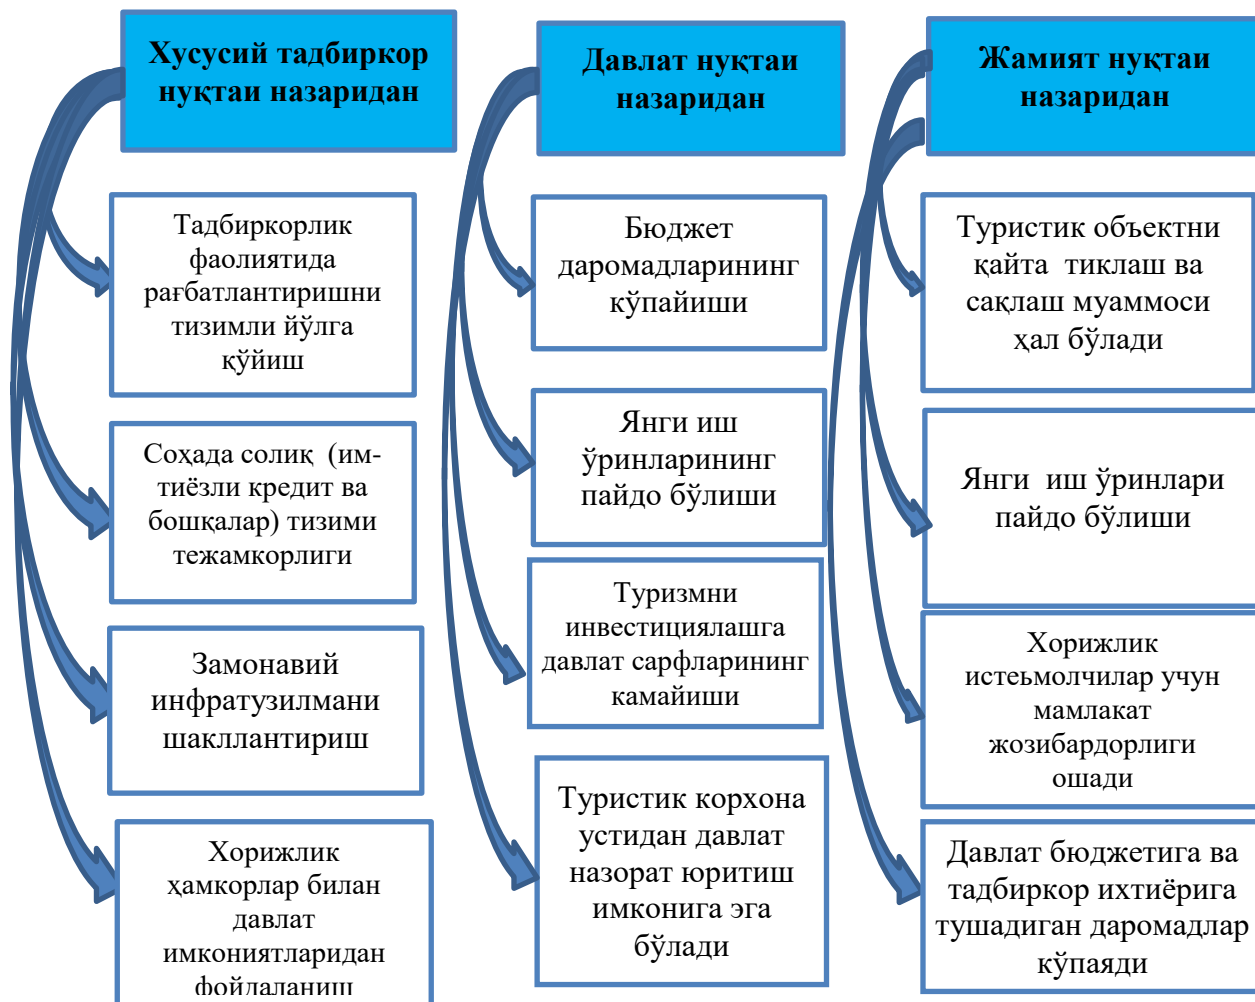 Хусусий тадбиркор
нуқтаи назаридан
Тадбиркорлик
фаолиятида
рағбатлантиришни
тизимли йўлга
қўйиш
Соҳада солиқ (им-
тиёзли кредит ва
бошқалар) тизими
тежамкорлиги
Замонавий
инфратузилмани
шакллантириш
Хорижлик
ҳамкорлар билан
давлат
имкониятларидан
фойдаланиш
Давлат нуқтаи
назаридан
Бюджет
даромадларининг
кўпайиши
Янги иш
ўринларининг
пайдо бўлиши
Туризмни
инвестициялашга
давлат сарфларининг
камайиши
Туристик корхона
устидан давлат
назорат юритиш
имконига эга
бўлади
Жамият нуқтаи
назаридан
Туристик объектни
қайта тиклаш ва
сақлаш муаммоси
ҳал бўлади
Янги иш ўринлари
пайдо бўлиши
Хорижлик
истеьмолчилар учун
мамлакат
жозибардорлиги
ошади
Давлат бюджетига ва
тадбиркор ихтиёрига
тушадиган даромадлар
кўпаяди